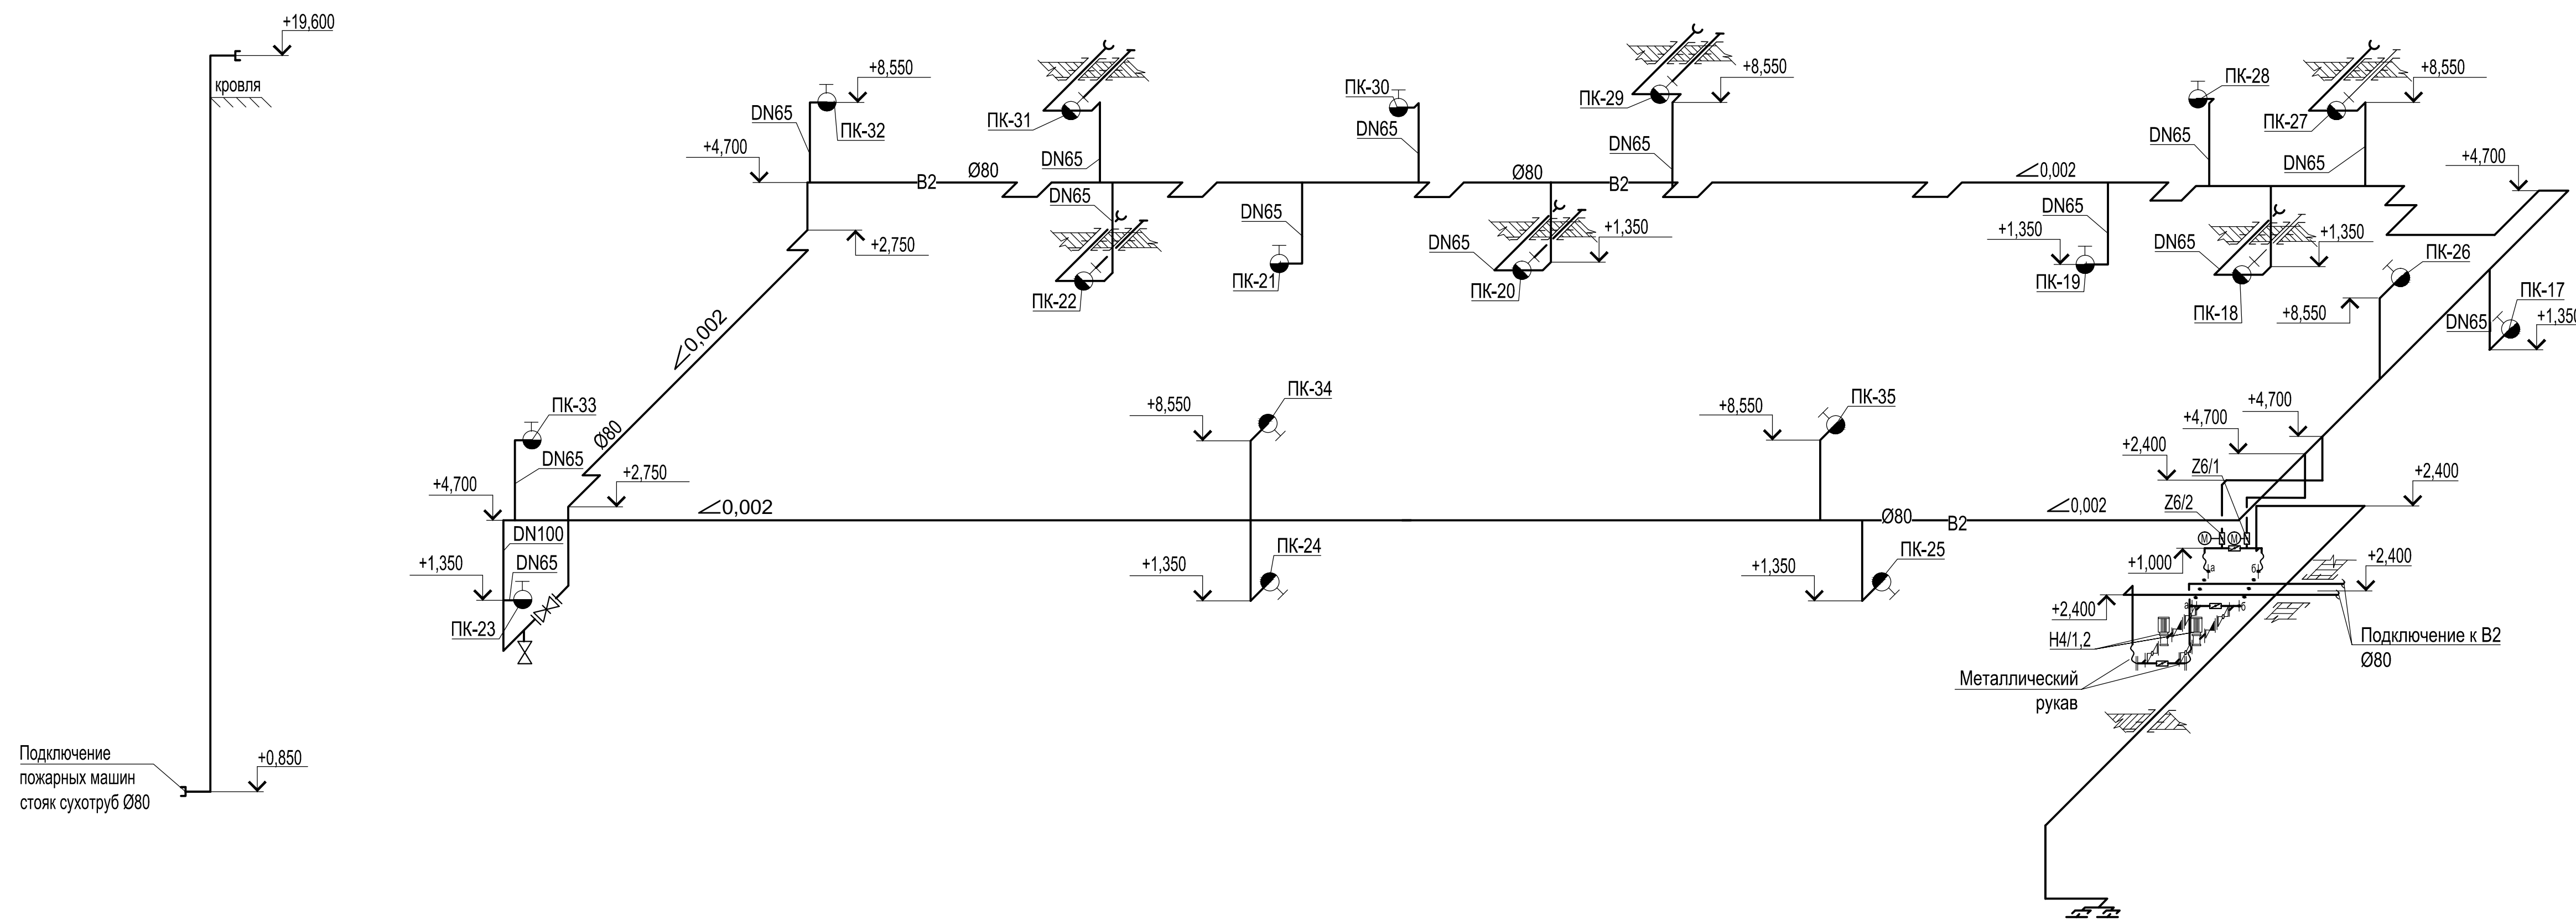 +19,600
кровля
Подключение
пожарных машин
стояк сухотруб Ø80
+0,850
+8,550
DN65
ПК-32
+4,700
B2
Ø80
+2,750
ПК-31
DN65
DN65
ПК-22
ПК-30
DN65
DN65
ПК-21
ПК-29
+8,550
DN65
Ø80
B2
DN65
+1,350
ПК-20
0,002
+1,350
DN65
ПК-19
ПК-28
DN65
+8,550
ПК-27
DN65
+4,700
DN65
+1,350
ПК-18
ПК-26
+8,550
ПК-17
DN65
+1,350
0,002
Ø80
ПК-33
DN65
+4,700
+2,750
0,002
DN100
DN65
+1,350
ПК-23
ПК-34
+8,550
ПК-24
+1,350
ПК-35
+8,550
Ø80
B2
0,002
ПК-25
+1,350
+4,700
+4,700
+2,400
Z6/1
Z6/2
+2,400
M
M
+1,000
а
б
+2,400
+2,400
а
б
H4/1,2
Подключение к B2
Ø80
Металлический
рукав